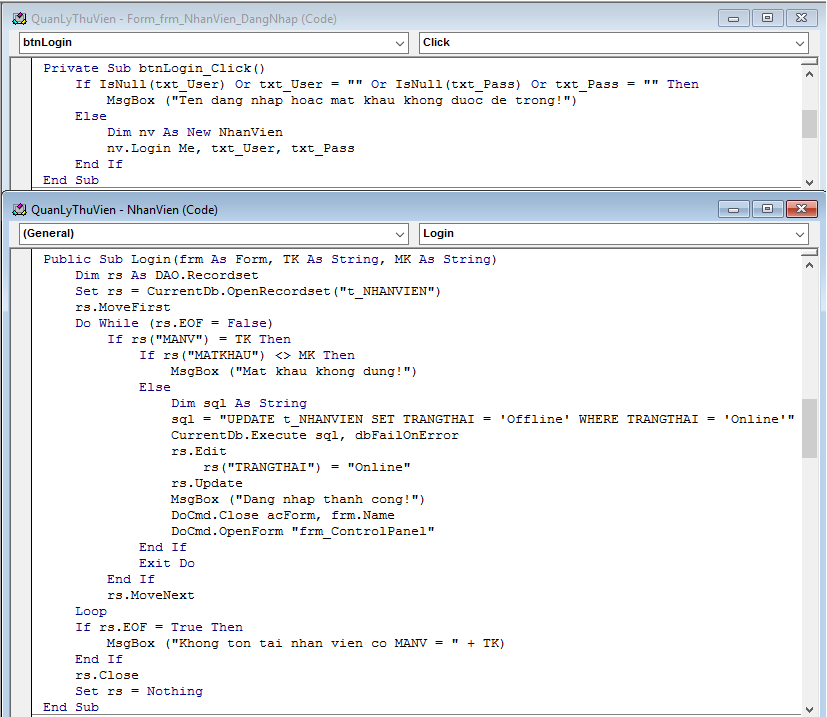 QuanLyThuVien - Form_frm_NhanVien_DangNhap (Code)
btnLogin Click
Private Sub btnLogin_Click()
    If IsNull(txt_User) Or txt_User = "" Or IsNull(txt_Pass) Or txt_Pass = "" Then
        MsgBox ("Ten dang nhap hoac mat khau khong duoc de trong!")
    Else
        Dim nv As New NhanVien
        nv.Login Me, txt_User, txt_Pass
    End If
End Sub
QuanLyThuVien - NhanVien (Code)
(General) Login
Public Sub Login(frm As Form, TK As String, MK As String)
    Dim rs As DAO.Recordset
    Set rs = CurrentDb.OpenRecordset("t_NHANVIEN")
    rs.MoveFirst
    Do While (rs.EOF = False)
        If rs("MANV") = TK Then
            If rs("MATKHAU") <> MK Then
                MsgBox ("Mat khau khong dung!")
            Else
                Dim sql As String
                sql = "UPDATE t_NHANVIEN SET TRANGTHAI = 'Offline' WHERE TRANGTHAI = 'Online'"
                CurrentDb.Execute sql, dbFailOnError
                rs.Edit
                    rs("TRANGTHAI") = "Online"
                rs.Update
                MsgBox ("Dang nhap thanh cong!")
                DoCmd.Close acForm, frm.Name
                DoCmd.OpenForm "frm_ControlPanel"
            End If
            Exit Do
        End If
        rs.MoveNext
    Loop
    If rs.EOF = True Then
        MsgBox ("Khong ton tai nhan vien co MANV = " + TK)
    End If
    rs.Close
    Set rs = Nothing
End Sub